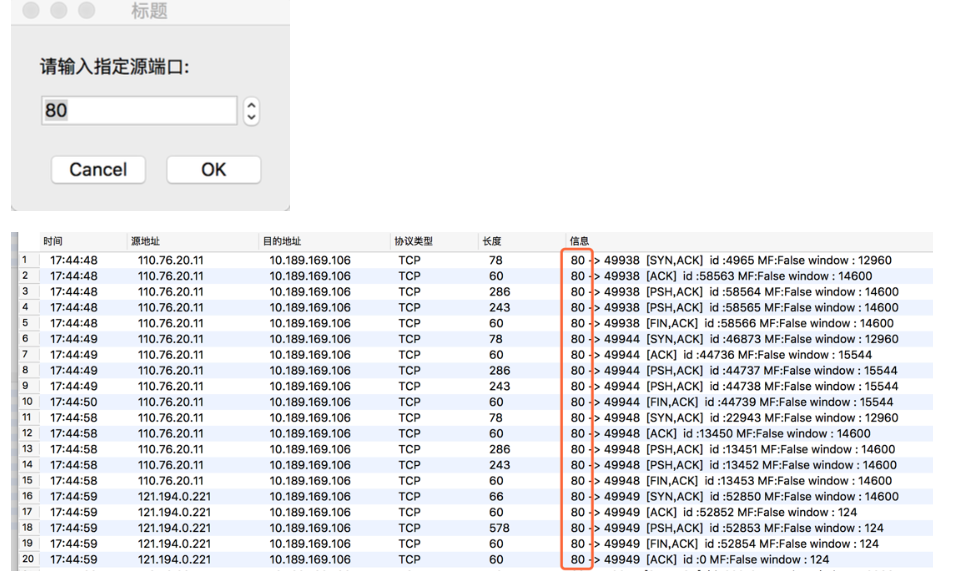 标题
请输入指定源端口:
80
Cancel OK
时间 源地址 目的地址 协议类型 长度 信息
1 17:44:48 110.76.20.11 10.189.169.106 TCP 78 80 -> 49938 [SYN,ACK] id :4965 MF:False window : 12960
2 17:44:48 110.76.20.11 10.189.169.106 TCP 60 80 -> 49938 [ACK] id :58563 MF:False window : 14600
3 17:44:48 110.76.20.11 10.189.169.106 TCP 286 80 -> 49938 [PSH,ACK] id :58564 MF:False window : 14600
4 17:44:48 110.76.20.11 10.189.169.106 TCP 243 80 -> 49938 [PSH,ACK] id :58565 MF:False window : 14600
5 17:44:48 110.76.20.11 10.189.169.106 TCP 60 80 -> 49938 [FIN,ACK] id :58566 MF:False window : 14600
6 17:44:49 110.76.20.11 10.189.169.106 TCP 78 80 -> 49944 [SYN,ACK] id :46873 MF:False window : 12960
7 17:44:49 110.76.20.11 10.189.169.106 TCP 60 80 -> 49944 [ACK] id :44736 MF:False window : 15544
8 17:44:49 110.76.20.11 10.189.169.106 TCP 286 80 -> 49944 [PSH,ACK] id :44737 MF:False window : 15544
9 17:44:49 110.76.20.11 10.189.169.106 TCP 243 80 -> 49944 [PSH,ACK] id :44738 MF:False window : 15544
10 17:44:50 110.76.20.11 10.189.169.106 TCP 60 80 -> 49944 [FIN,ACK] id :44739 MF:False window : 15544
11 17:44:58 110.76.20.11 10.189.169.106 TCP 78 80 -> 49948 [SYN,ACK] id :22943 MF:False window : 12960
12 17:44:58 110.76.20.11 10.189.169.106 TCP 60 80 -> 49948 [ACK] id :13450 MF:False window : 14600
13 17:44:58 110.76.20.11 10.189.169.106 TCP 286 80 -> 49948 [PSH,ACK] id :13451 MF:False window : 14600
14 17:44:58 110.76.20.11 10.189.169.106 TCP 243 80 -> 49948 [PSH,ACK] id :13452 MF:False window : 14600
15 17:44:58 110.76.20.11 10.189.169.106 TCP 60 80 -> 49948 [FIN,ACK] id :13453 MF:False window : 14600
16 17:44:59 121.194.0.221 10.189.169.106 TCP 66 80 -> 49949 [SYN,ACK] id :52850 MF:False window : 14600
17 17:44:59 121.194.0.221 10.189.169.106 TCP 60 80 -> 49949 [ACK] id :52852 MF:False window : 124
18 17:44:59 121.194.0.221 10.189.169.106 TCP 578 80 -> 49949 [PSH,ACK] id :52853 MF:False window : 124
19 17:44:59 121.194.0.221 10.189.169.106 TCP 60 80 -> 49949 [FIN,ACK] id :52854 MF:False window : 124
20 17:44:59 121.194.0.221 10.189.169.106 TCP 60 80 -> 49949 [ACK] id :0 MF:False window : 124